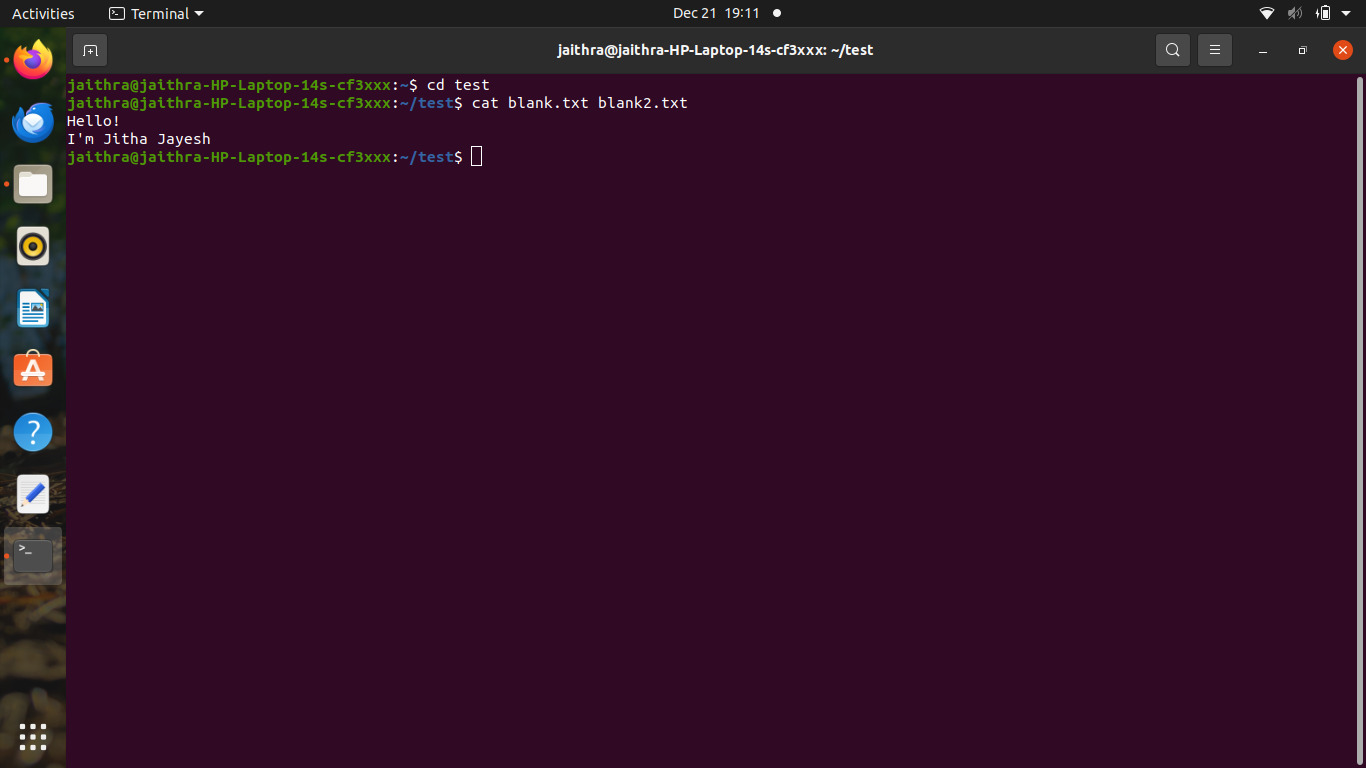 Activities Terminal Dec 21 19:11
jaithra@jaithra-HP-Laptop-14s-cf3xxx: ~/test
jaithra@jaithra-HP-Laptop-14s-cf3xxx:~$ cd test
jaithra@jaithra-HP-Laptop-14s-cf3xxx:~/test$ cat blank.txt blank2.txt
Hello!
I'm Jitha Jayesh
jaithra@jaithra-HP-Laptop-14s-cf3xxx:~/test$